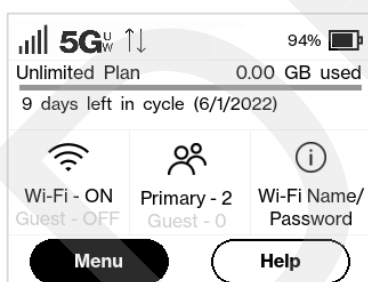 5G UW 94%
Unlimited Plan 0.00 GB used
9 days left in cycle (6/1/2022)
Wi-Fi - ON Primary - 2 Wi-Fi Name/
Guest - OFF Guest - 0 Password
Menu Help